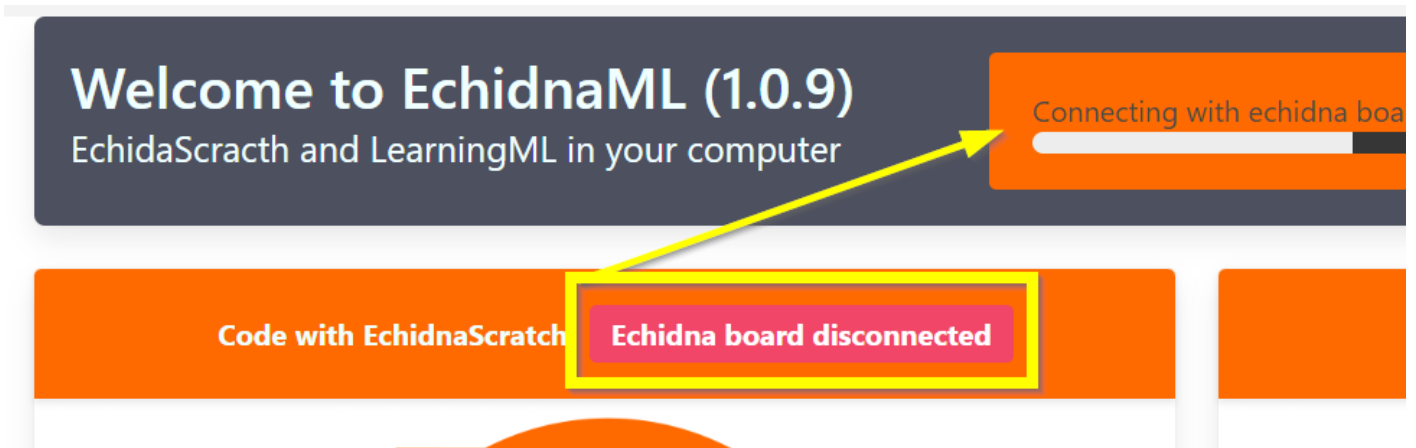 Welcome to EchidnaML (1.0.9)
EchidaScracth and LearningML in your computer
Connecting with echidna boa
Code with EchidnaScratch
Echidna board disconnected